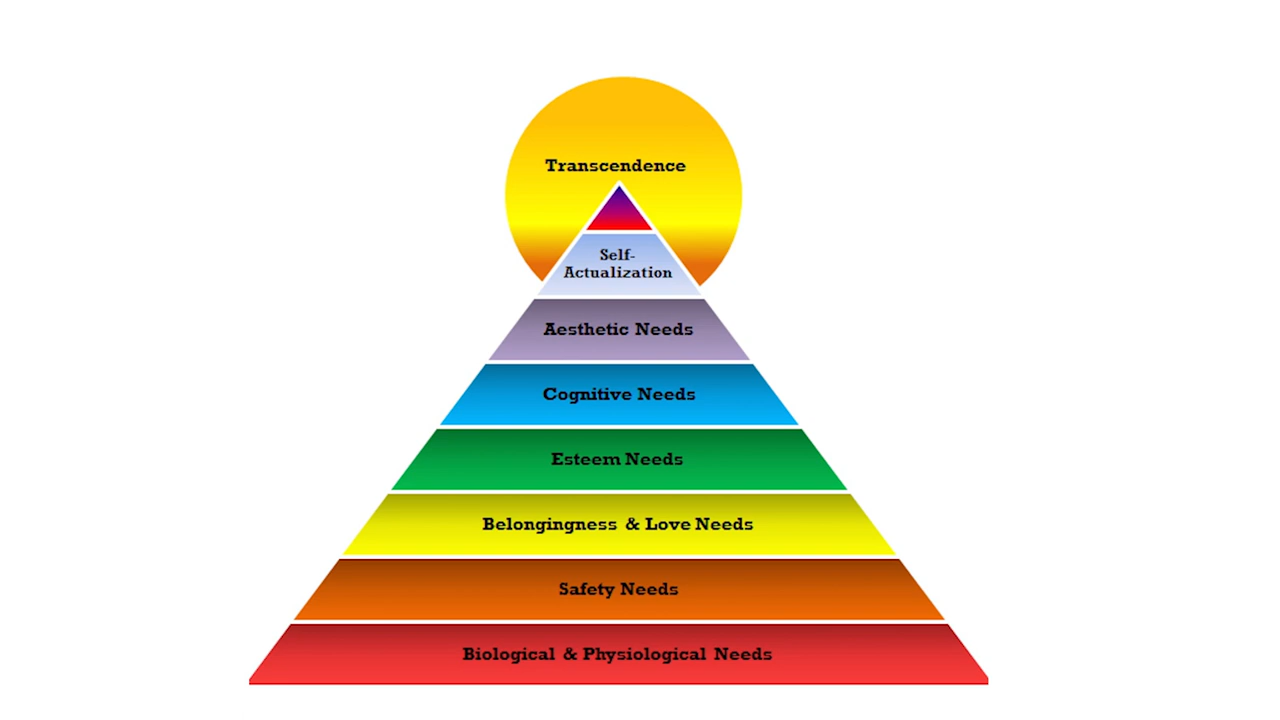 Transcendence
Self-
Actualization
Aesthetic Needs
Cognitive Needs
Esteem Needs
Belongingness & Love Needs
Safety Needs
Biological & Physiological Needs